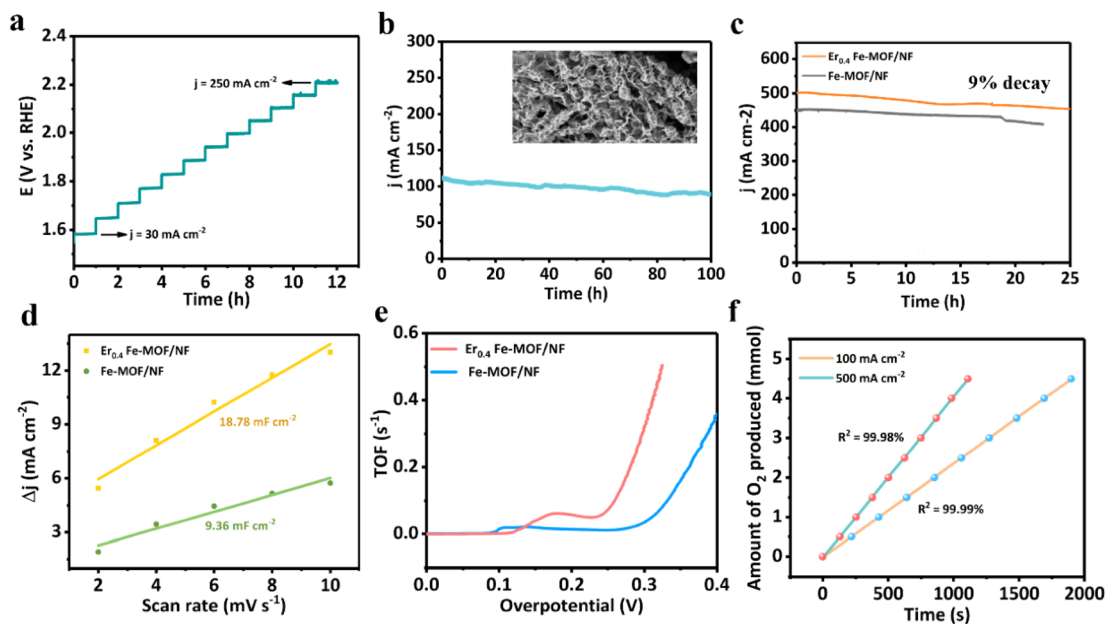 a
E (V vs. RHE)
2.4
2.2
2.0
1.8
1.6
j = 250 mA cm⁻²
j = 30 mA cm⁻²
0 2 4 6 8 10 12
Time (h)
b
j (mA cm⁻²)
300
250
200
150
100
50
0
0 20 40 60 80 100
Time (h)
c
j (mA cm-2)
600
500
400
300
200
100
0
Er₀.₄ Fe-MOF/NF
Fe-MOF/NF
9% decay
0 5 10 15 20 25
Time (h)
d
Δj (mA cm⁻²)
12
9
6
3
Er₀.₄ Fe-MOF/NF
Fe-MOF/NF
18.78 mF cm⁻²
9.36 mF cm⁻²
2 4 6 8 10
Scan rate (mV s⁻¹)
e
TOF (s⁻¹)
0.6
0.4
0.2
0.0
Er₀.₄ Fe-MOF/NF
Fe-MOF/NF
0.0 0.1 0.2 0.3 0.4
Overpotential (V)
f
Amount of O₂ produced (mmol)
5
4
3
2
1
0
100 mA cm⁻²
500 mA cm⁻²
R² = 99.98%
R² = 99.99%
0 500 1000 1500 2000
Time (s)